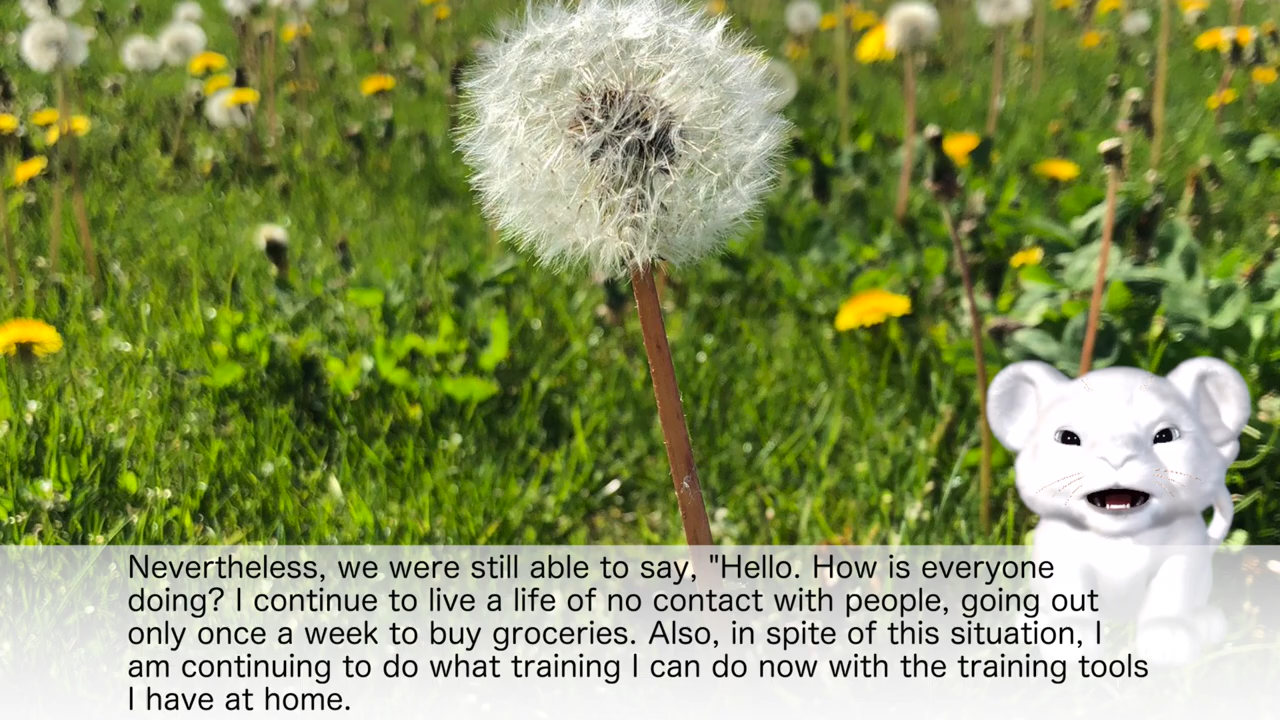 Nevertheless, we were still able to say, "Hello. How is everyone
doing? I continue to live a life of no contact with people, going out
only once a week to buy groceries. Also, in spite of this situation, I
am continuing to do what training I can do now with the training tools
I have at home.